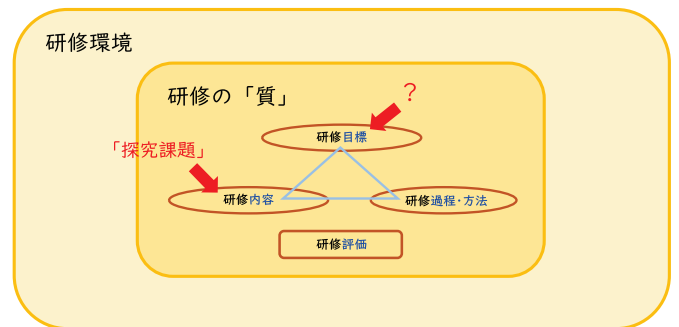 研修環境
研修の「質」
？
研修目標
「探究課題」
研修内容
研修過程・方法
研修評価